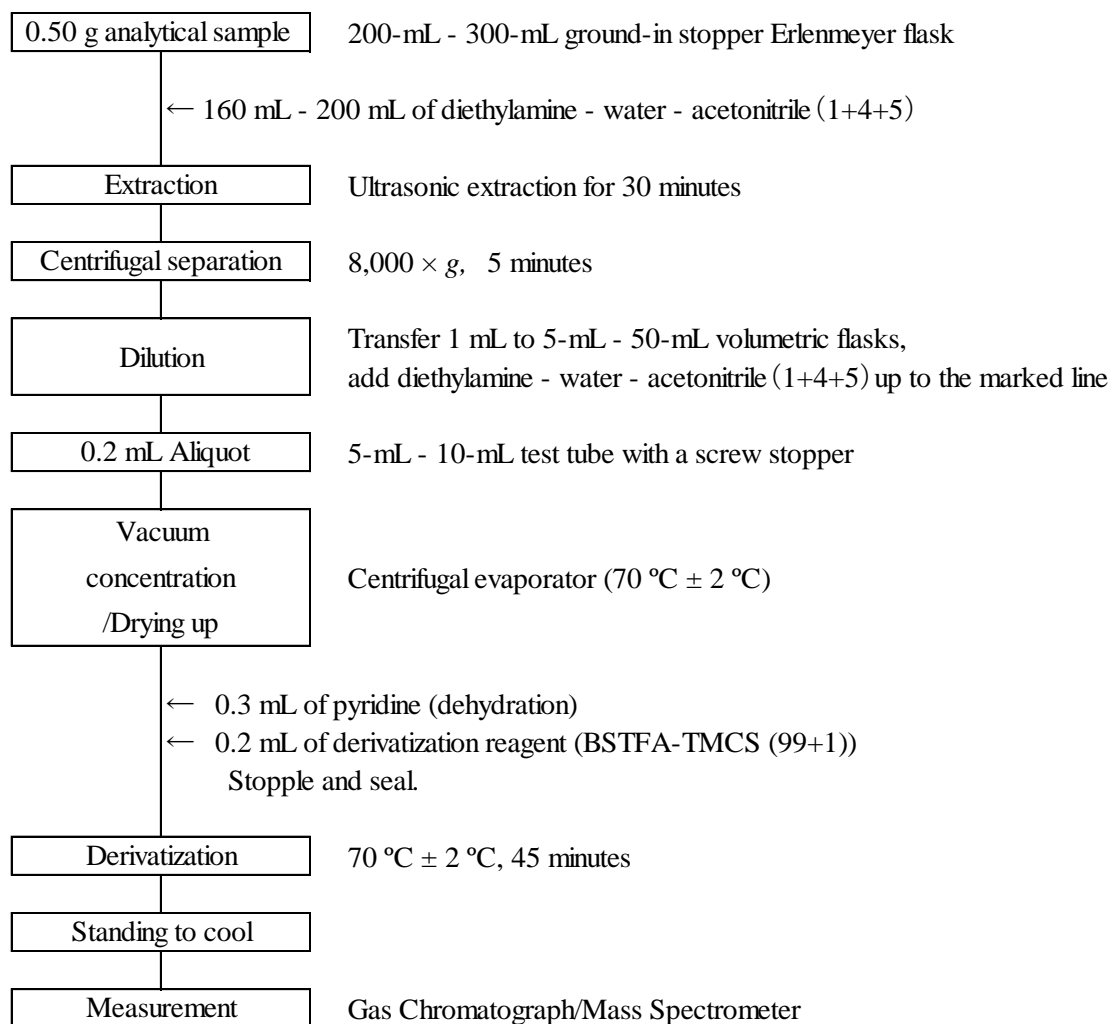 0.50 g analytical sample 200-mL - 300-mL ground-in stopper Erlenmeyer flask
← 160 mL - 200 mL of diethylamine - water - acetonitrile（1+4+5）
Extraction Ultrasonic extraction for 30 minutes
Centrifugal separation 8,000 × g, 5 minutes
Dilution
Transfer 1 mL to 5-mL - 50-mL volumetric flasks,
add diethylamine - water - acetonitrile（1+4+5）up to the marked line
0.2 mL Aliquot 5-mL - 10-mL test tube with a screw stopper
Vacuum
concentration
/Drying up
Centrifugal evaporator (70 ºC ± 2 ºC)
← 0.3 mL of pyridine (dehydration)
← 0.2 mL of derivatization reagent (BSTFA-TMCS (99+1))
Stopple and seal.
Derivatization 70 ºC ± 2 ºC, 45 minutes
Standing to cool
Measurement Gas Chromatograph/Mass Spectrometer